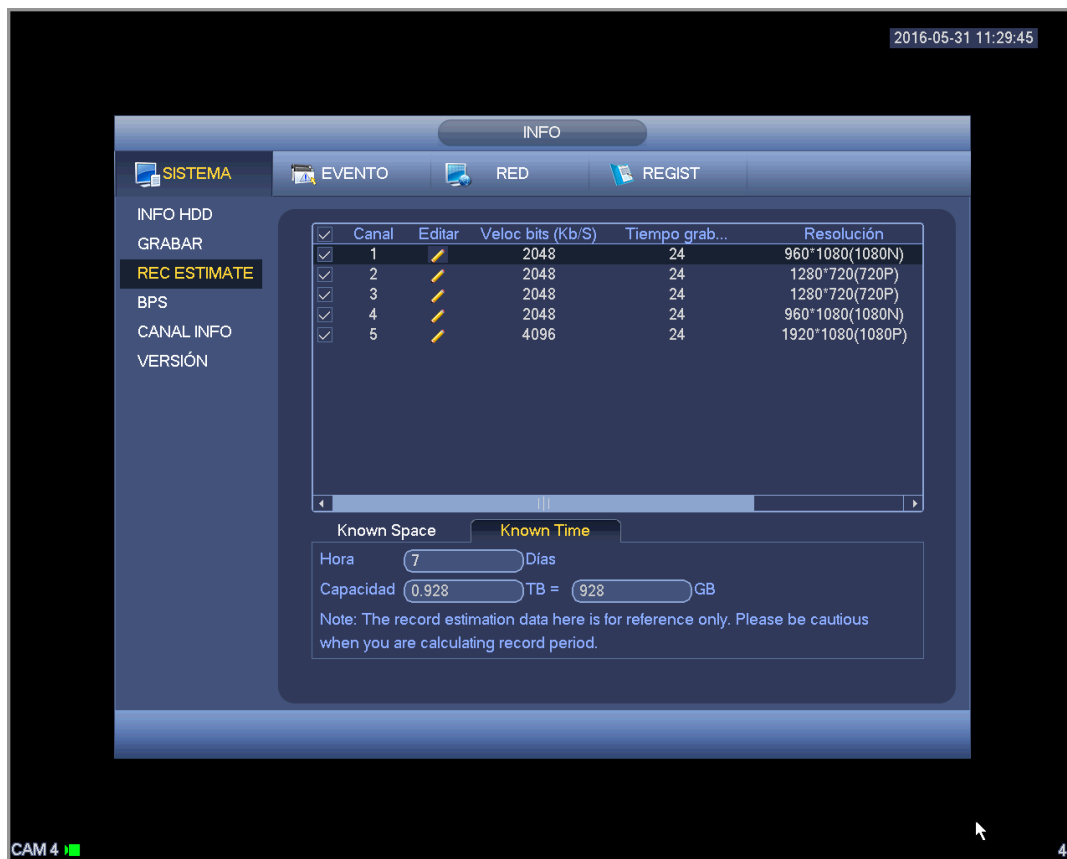 2016-05-31 11:29:45
INFO
SISTEMA EVENTO RED REGIST
INFO HDD
GRABAR
REC ESTIMATE
BPS
CANAL INFO
VERSIÓN
Canal Editar Veloc bits (Kb/S) Tiempo grab... Resolución
1 2048 24 960*1080(1080N)
2 2048 24 1280*720(720P)
3 2048 24 1280*720(720P)
4 2048 24 960*1080(1080N)
5 4096 24 1920*1080(1080P)
Known Space Known Time
Hora 7 Días
Capacidad 0.928 TB = 928 GB
Note: The record estimation data here is for reference only. Please be cautious
when you are calculating record period.
CAM 4 4